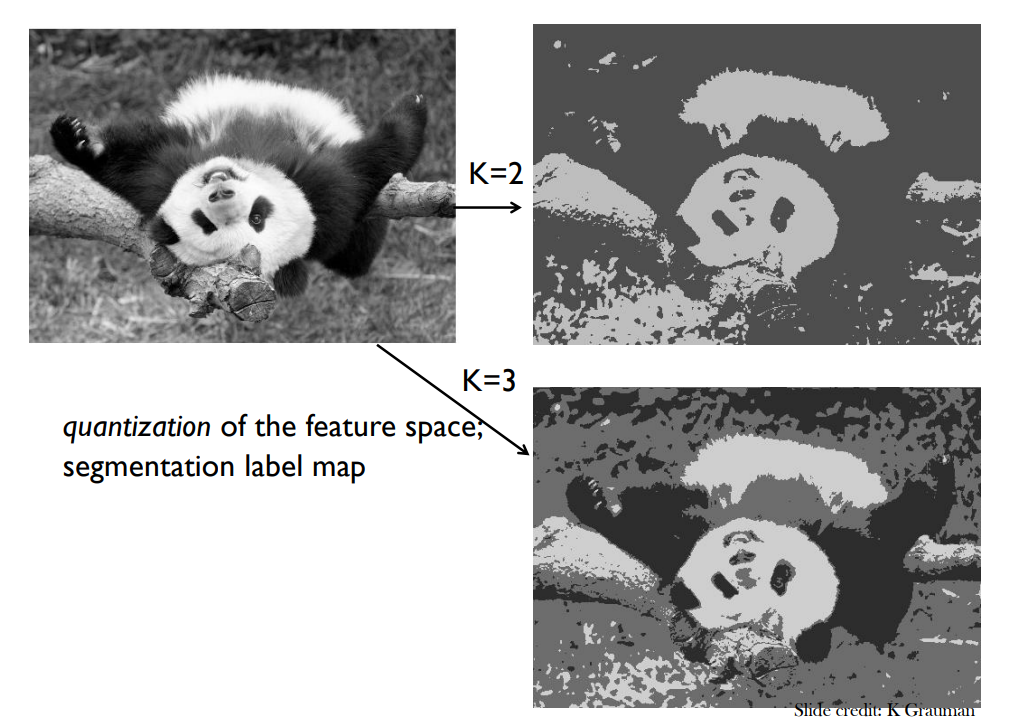 K=2
K=3
quantization of the feature space;
segmentation label map
Slide credit: K Grauman